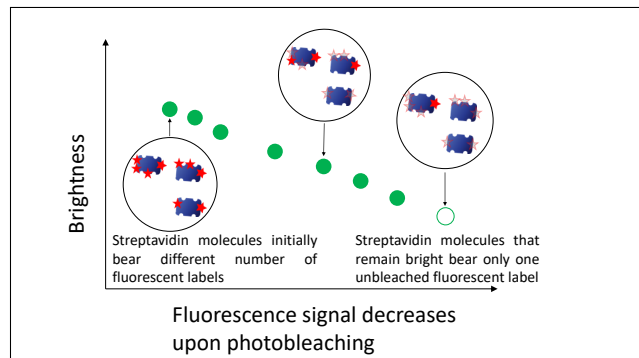 Brightness
Streptavidin molecules initially
bear different number of
fluorescent labels
Streptavidin molecules that
remain bright bear only one
unbleached fluorescent label
Fluorescence signal decreases
upon photobleaching